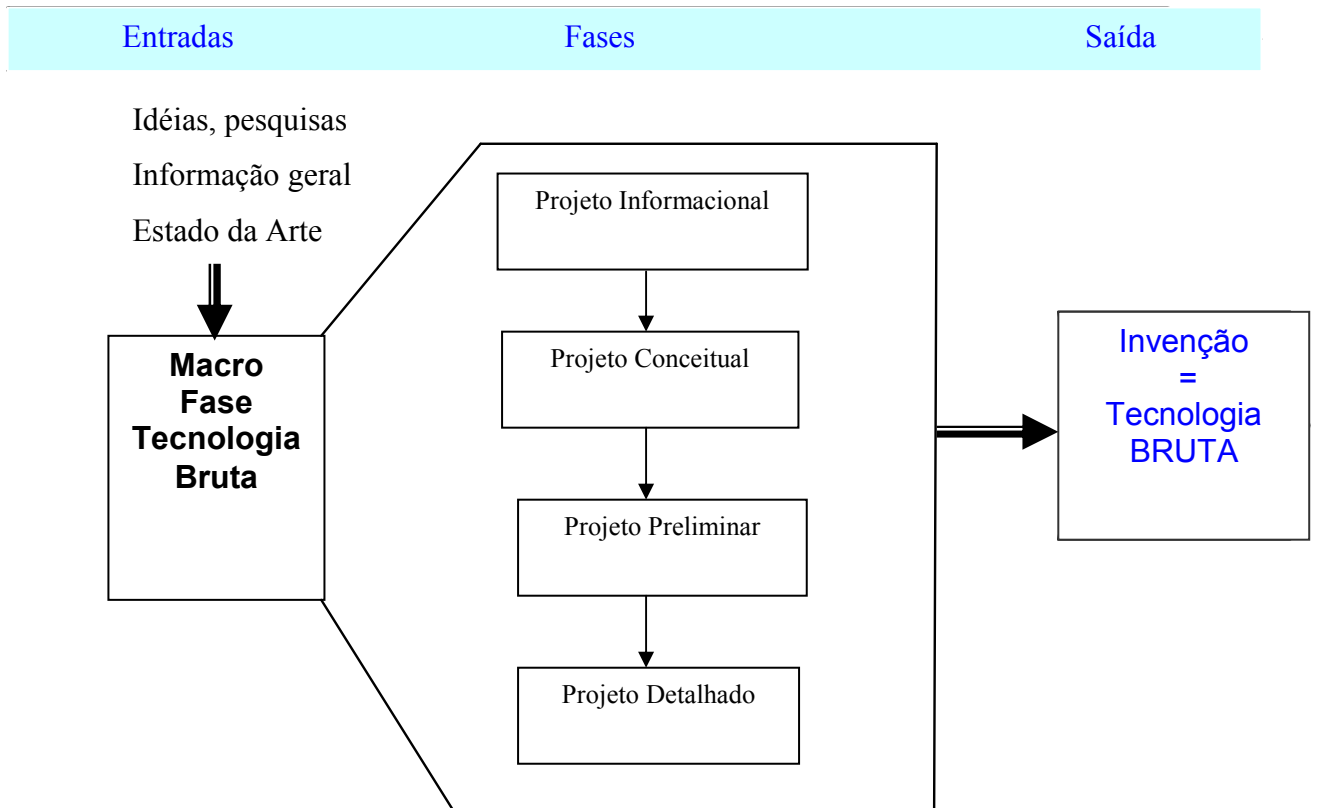 Entradas Fases Saída
Idéias, pesquisas
Informação geral
Estado da Arte
Macro
Fase
Tecnologia
Bruta
Projeto Informacional
Projeto Conceitual
Projeto Preliminar
Projeto Detalhado
Invenção
=
Tecnologia
BRUTA